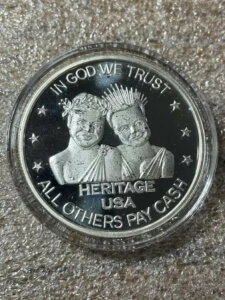 IN GOD WE TRUST
HERITAGE
USA
ALL OTHERS PAY CASH